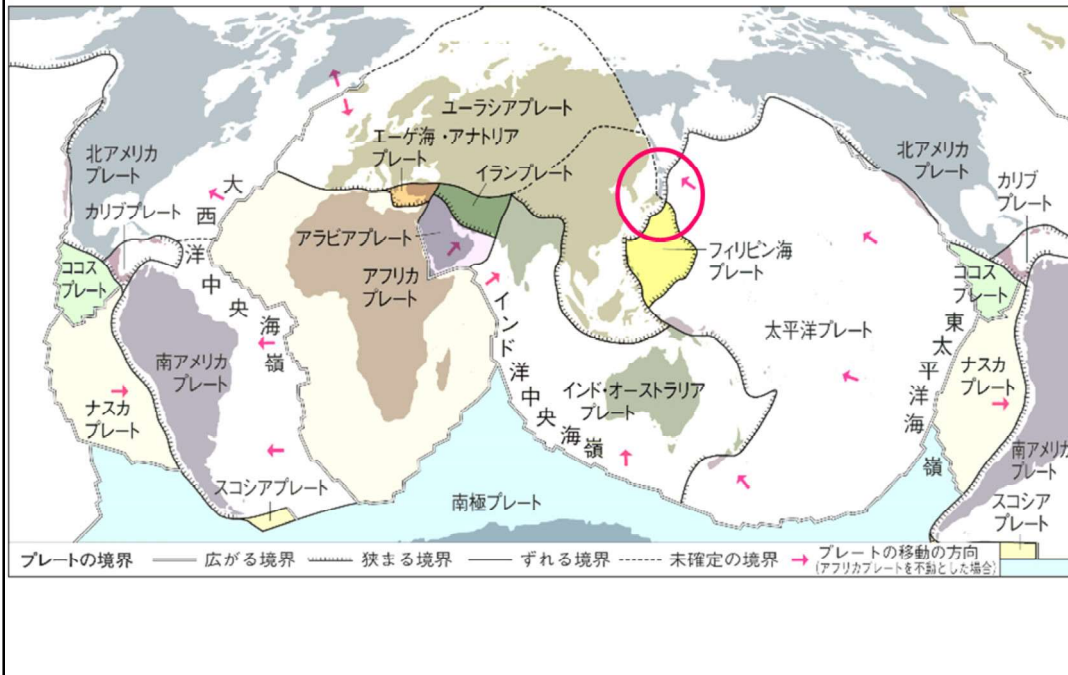 ユーラシアプレート
エーゲ海・アナトリア
プレート
イランプレート
北アメリカ
プレート
カリブプレート
大西洋中央海嶺
アラビアプレート
アフリカ
プレート
ココス
プレート
南アメリカ
プレート
ナスカ
プレート
スコシアプレート
インド洋中央海嶺
インド・オーストラリア
プレート
南極プレート
フィリピン海
プレート
太平洋プレート
北アメリカ
プレート
カリブ
プレート
ココス
プレート
東太平洋海嶺
ナスカ
プレート
南アメリカ
プレート
スコシア
プレート
プレートの境界 広がる境界 狭まる境界 ずれる境界 未確定の境界 プレートの移動の方向
(アフリカプレートを不動とした場合)